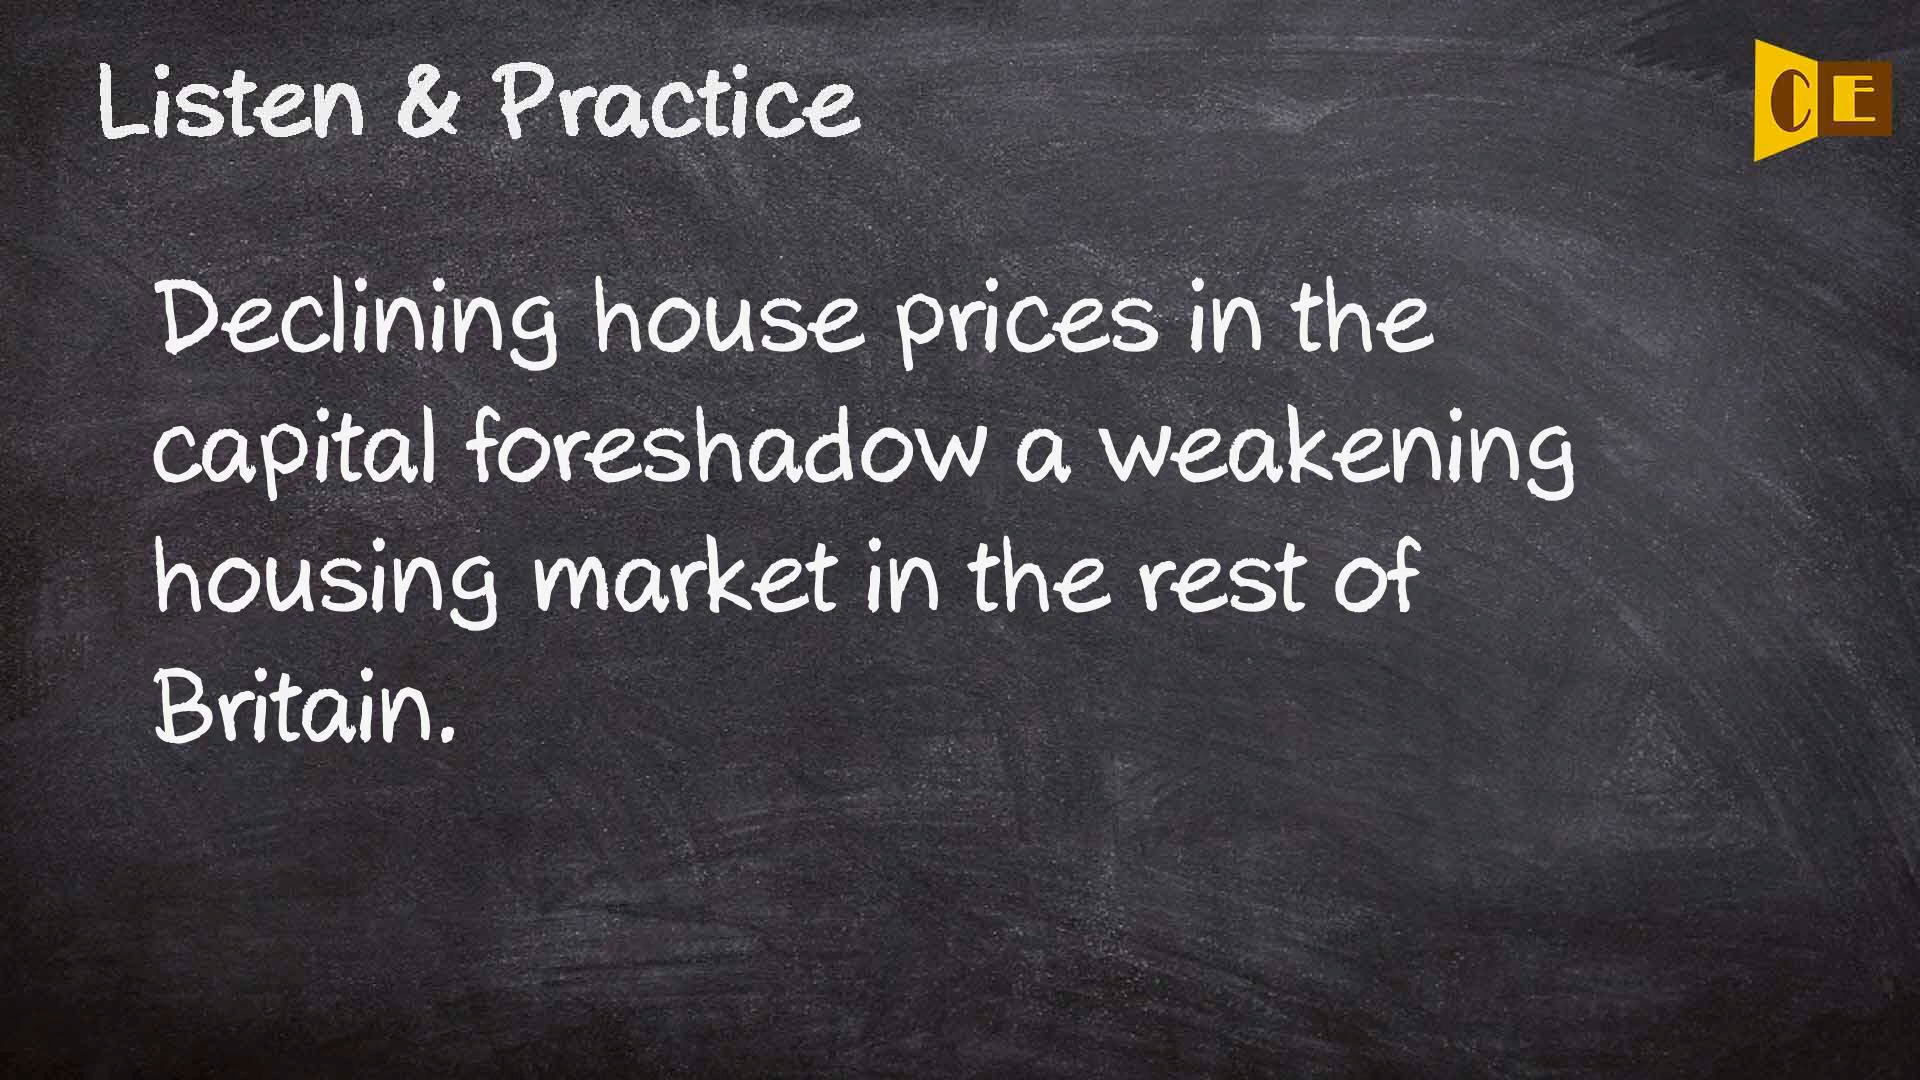 Listen & Practice
CE
Declining house prices in the
capital foreshadow a weakening
housing market in the rest of
Britain.